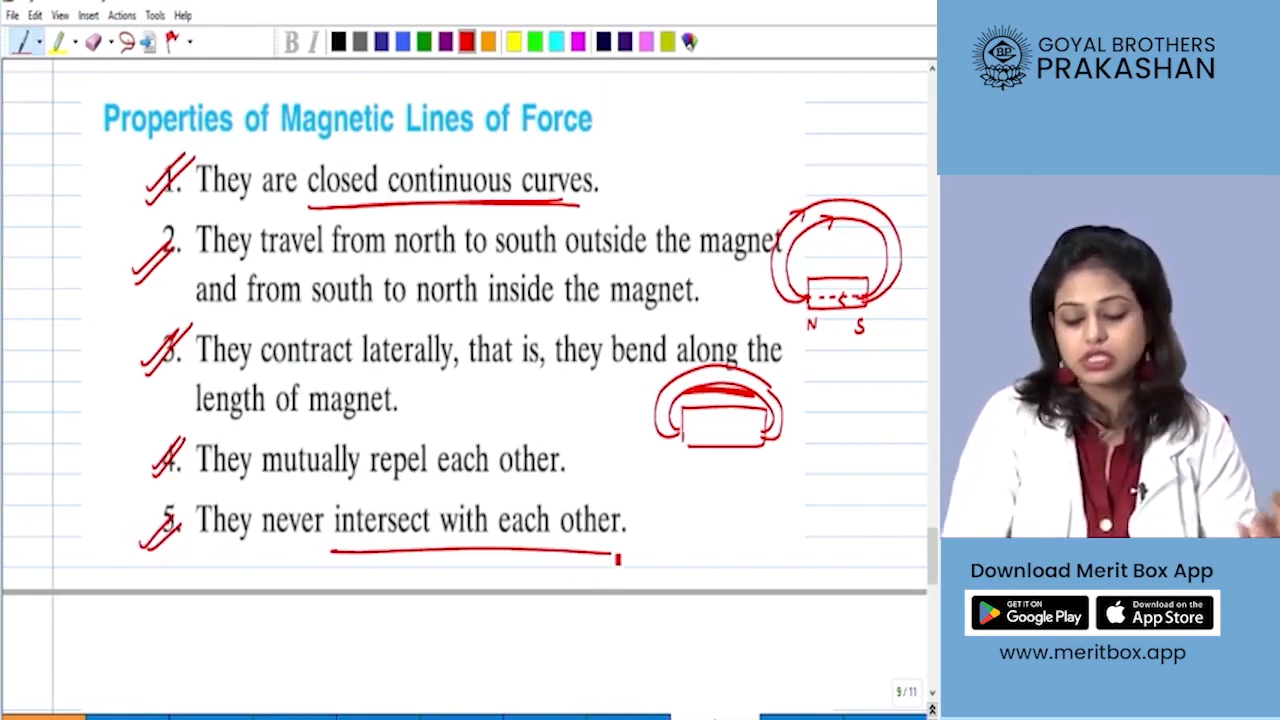 File Edit View Insert Actions Tools Help
B I
GOYAL BROTHERS
PRAKASHAN
Properties of Magnetic Lines of Force
1. They are closed continuous curves.
2. They travel from north to south outside the magnet
and from south to north inside the magnet.
N S
3. They contract laterally, that is, they bend along the
length of magnet.
4. They mutually repel each other.
5. They never intersect with each other.
Download Merit Box App
GET IT ON
Google Play
Download on the
App Store
www.meritbox.app
9/11